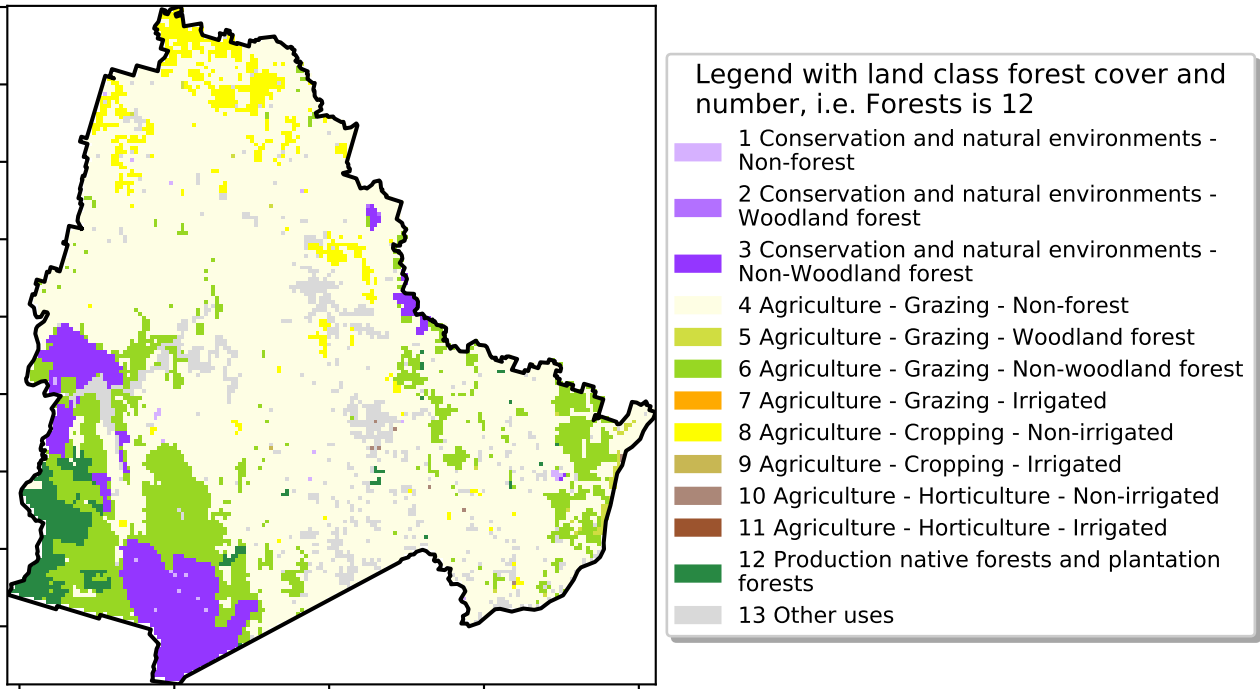 Legend with land class forest cover and
number, i.e. Forests is 12
1 Conservation and natural environments -
Non-forest
2 Conservation and natural environments -
Woodland forest
3 Conservation and natural environments -
Non-Woodland forest
4 Agriculture - Grazing - Non-forest
5 Agriculture - Grazing - Woodland forest
6 Agriculture - Grazing - Non-woodland forest
7 Agriculture - Grazing - Irrigated
8 Agriculture - Cropping - Non-irrigated
9 Agriculture - Cropping - Irrigated
10 Agriculture - Horticulture - Non-irrigated
11 Agriculture - Horticulture - Irrigated
12 Production native forests and plantation
forests
13 Other uses